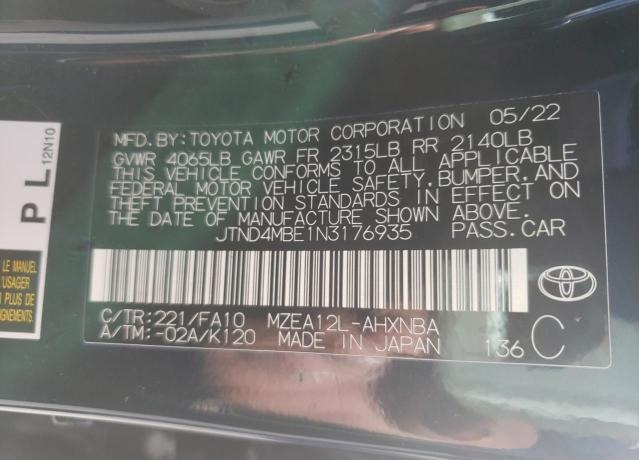 MFD.BY:TOYOTA MOTOR CORPORATION 05/22
GVWR 4065LB GAWR FR 2315LB RR 2140LB
THIS VEHICLE CONFORMS TO ALL APPLICABLE
FEDERAL MOTOR VEHICLE SAFETY,BUMPER,AND
THEFT PREVENTION STANDARDS IN EFFECT ON
THE DATE OF MANUFACTURE SHOWN ABOVE.
JTND4MBE1N3176935 PASS.CAR
C/TR:221/FA10 MZEA12L-AHXNBA
A/TM:-02A/K120 MADE IN JAPAN 136 C
P L
12N10
LE MANUEL
L'USAGER
PLUS DE